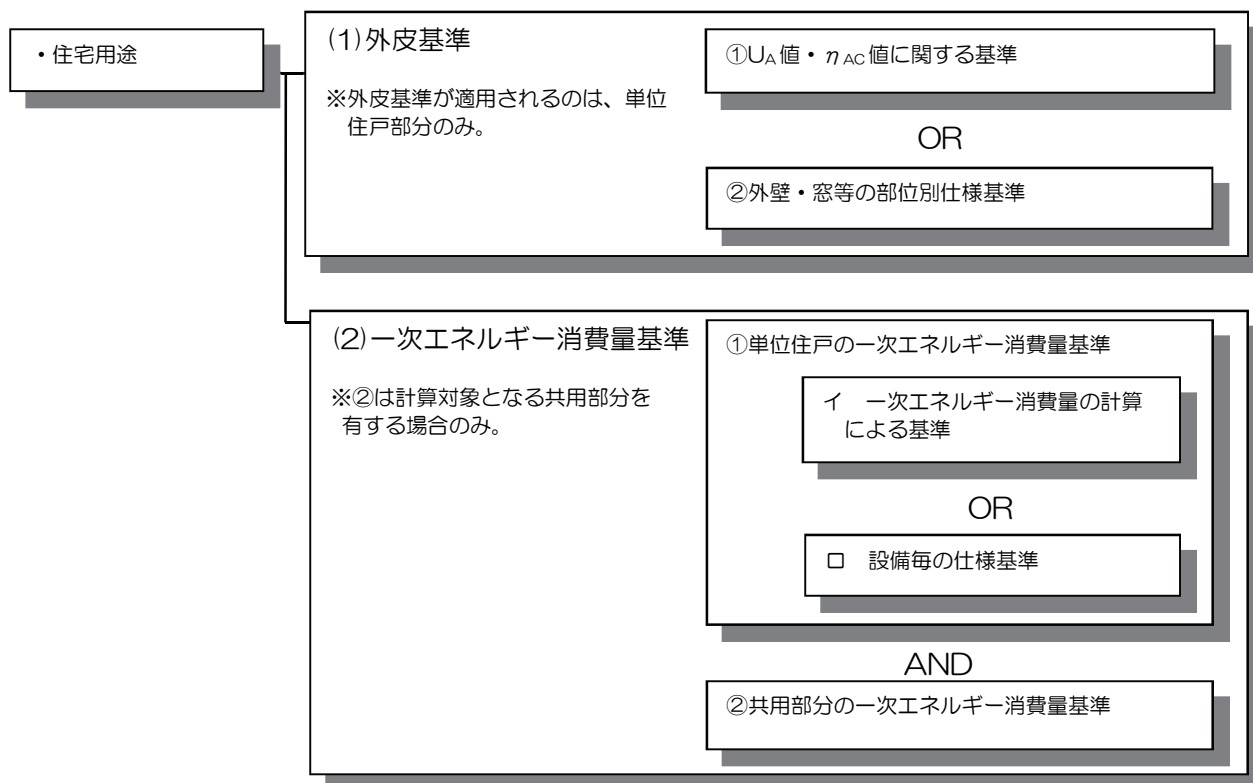 ・住宅用途
(1)外皮基準
※外皮基準が適用されるのは、単位
住戸部分のみ。
①UA値・ηAC値に関する基準
OR
②外壁・窓等の部位別仕様基準
(2)一次エネルギー消費量基準
※②は計算対象となる共用部分を
有する場合のみ。
①単位住戸の一次エネルギー消費量基準
イ 一次エネルギー消費量の計算
による基準
OR
ロ 設備毎の仕様基準
AND
②共用部分の一次エネルギー消費量基準